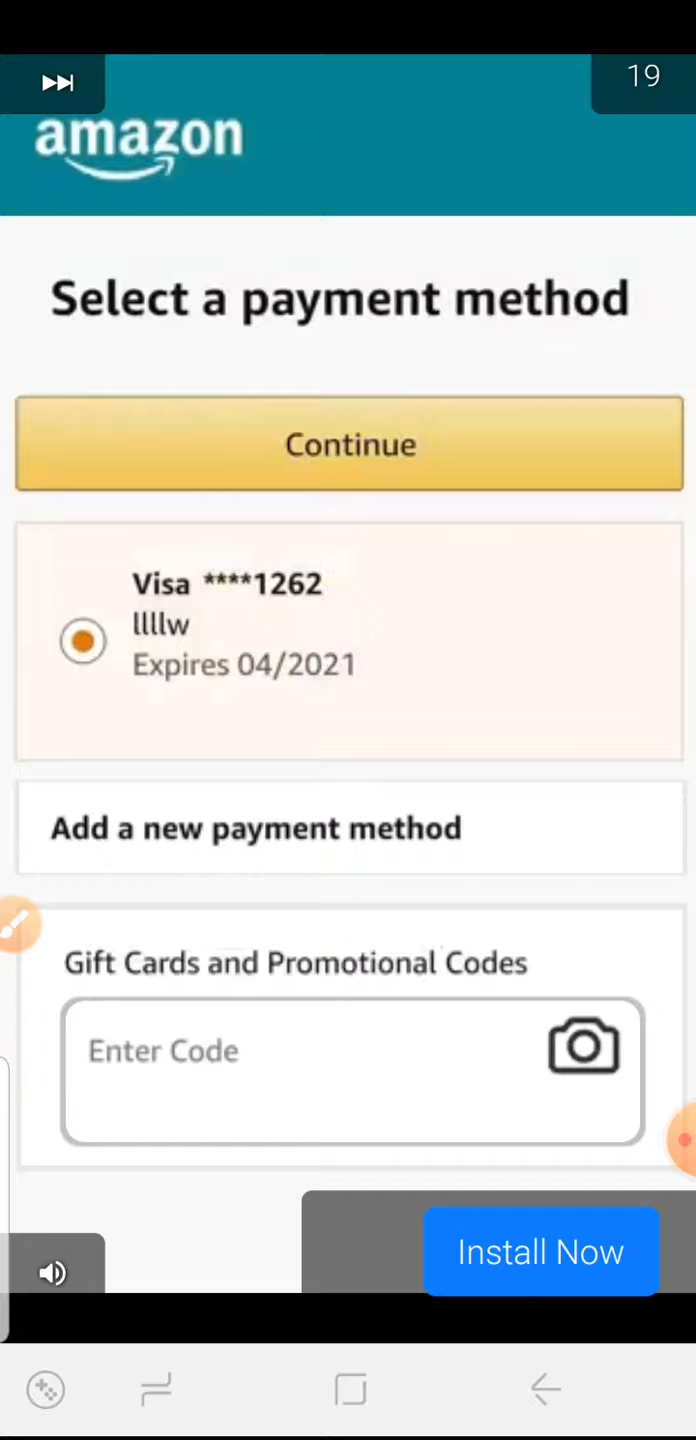 19
amazon
Select a payment method
Continue
Visa ****1262
llllw
Expires 04/2021
Add a new payment method
Gift Cards and Promotional Codes
Enter Code
Install Now